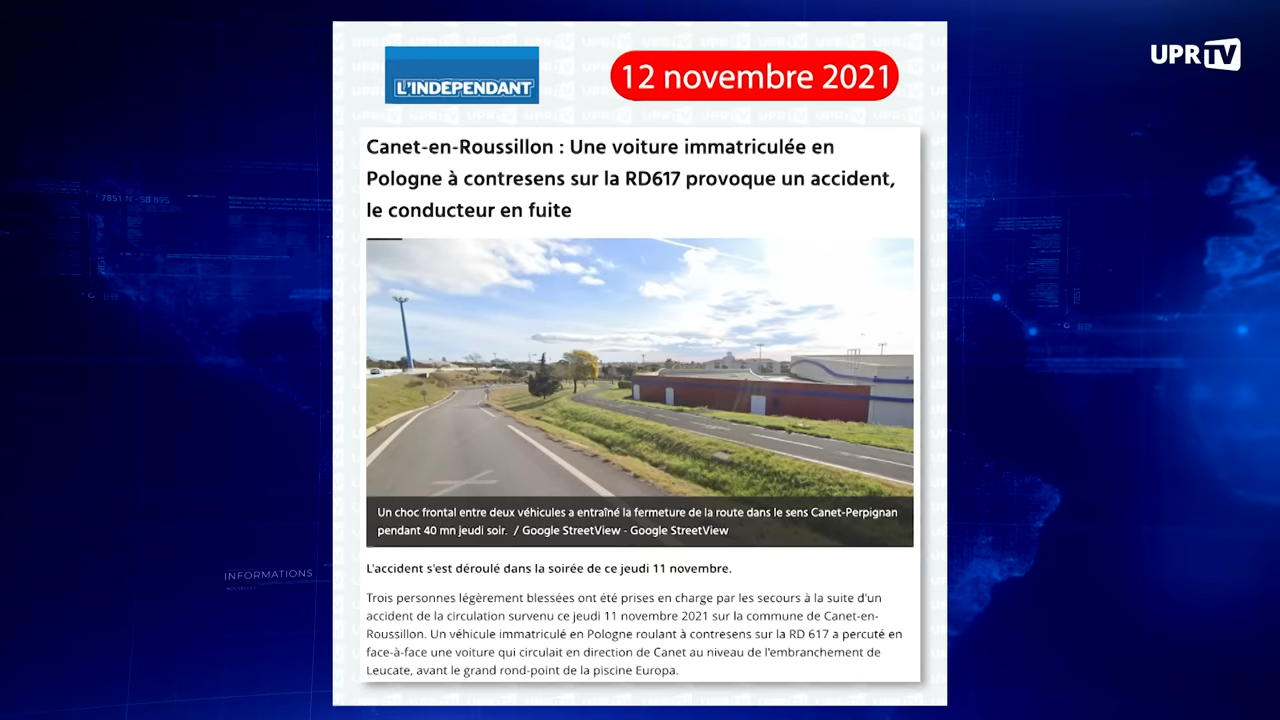 UPR TV
L'INDÉPENDANT
12 novembre 2021
Canet-en-Roussillon : Une voiture immatriculée en
Pologne à contresens sur la RD617 provoque un accident,
le conducteur en fuite
Un choc frontal entre deux véhicules a entraîné la fermeture de la route dans le sens Canet-Perpignan
pendant 40 mn jeudi soir. / Google StreetView - Google StreetView
L'accident s'est déroulé dans la soirée de ce jeudi 11 novembre.
Trois personnes légèrement blessées ont été prises en charge par les secours à la suite d'un
accident de la circulation survenu ce jeudi 11 novembre 2021 sur la commune de Canet-en-
Roussillon. Un véhicule immatriculé en Pologne roulant à contresens sur la RD 617 a percuté en
face-à-face une voiture qui circulait en direction de Canet au niveau de l'embranchement de
Leucate, avant le grand rond-point de la piscine Europa.
INFORMATIONS